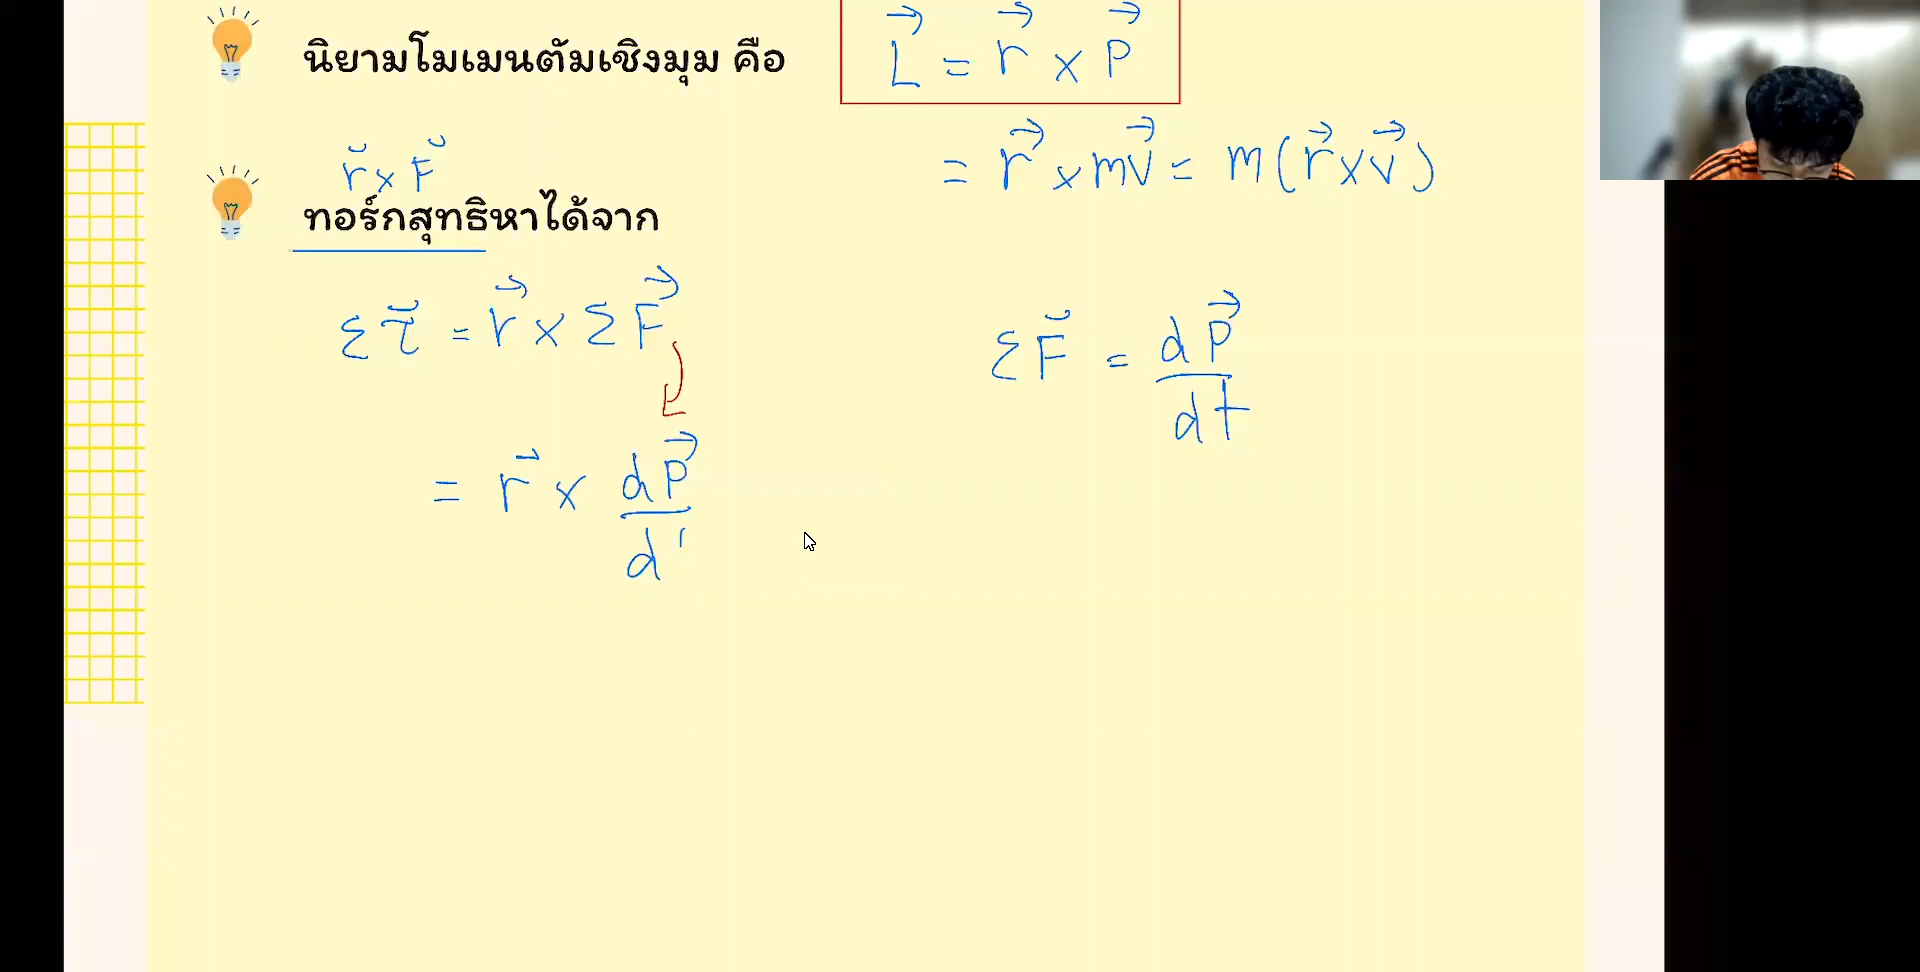 นิยามโมเมนตัมเชิงมุม คือ
L⃗ = r⃗ × P⃗
= r⃗ × mv⃗ = m(r⃗ × v⃗)
r⃗ × F⃗
ทอร์กสุทธิหาได้จาก
Στ⃗ = r⃗ × ΣF⃗
ΣF⃗ = dP⃗/dt
= r⃗ × dP⃗/d